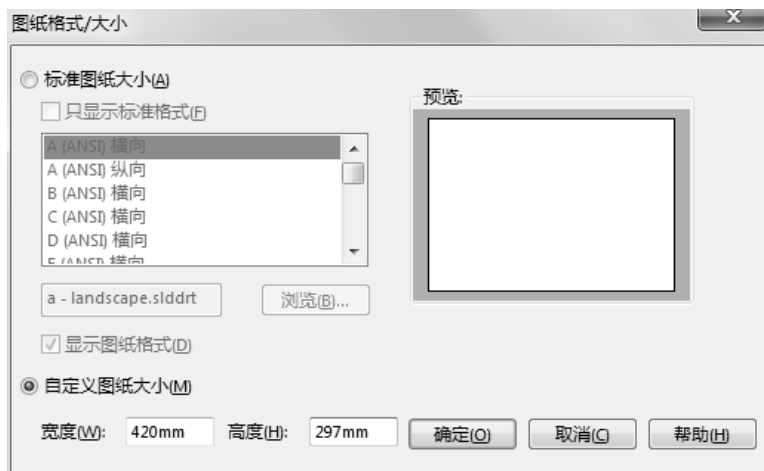 图纸格式/大小
标准图纸大小(A)
只显示标准格式(F)
A (ANSI) 横向
A (ANSI) 纵向
B (ANSI) 横向
C (ANSI) 横向
D (ANSI) 横向
E (ANSI) 横向
a - landscape.slddrt
浏览(B)...
显示图纸格式(D)
预览:
自定义图纸大小(M)
宽度(W): 420mm 高度(H): 297mm 确定(O) 取消(C) 帮助(H)